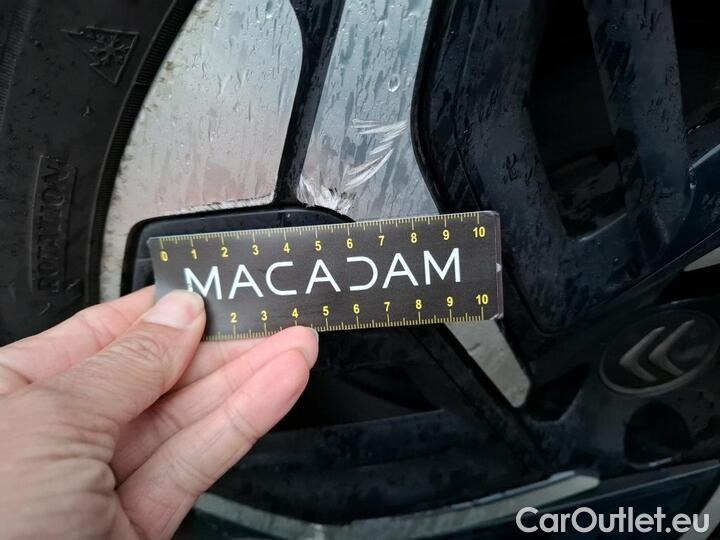 ROTATION
0 1 2 3 4 5 6 7 8 9 10
MACADAM
2 3 4 5 6 7 8 9 10
CarOutlet.eu